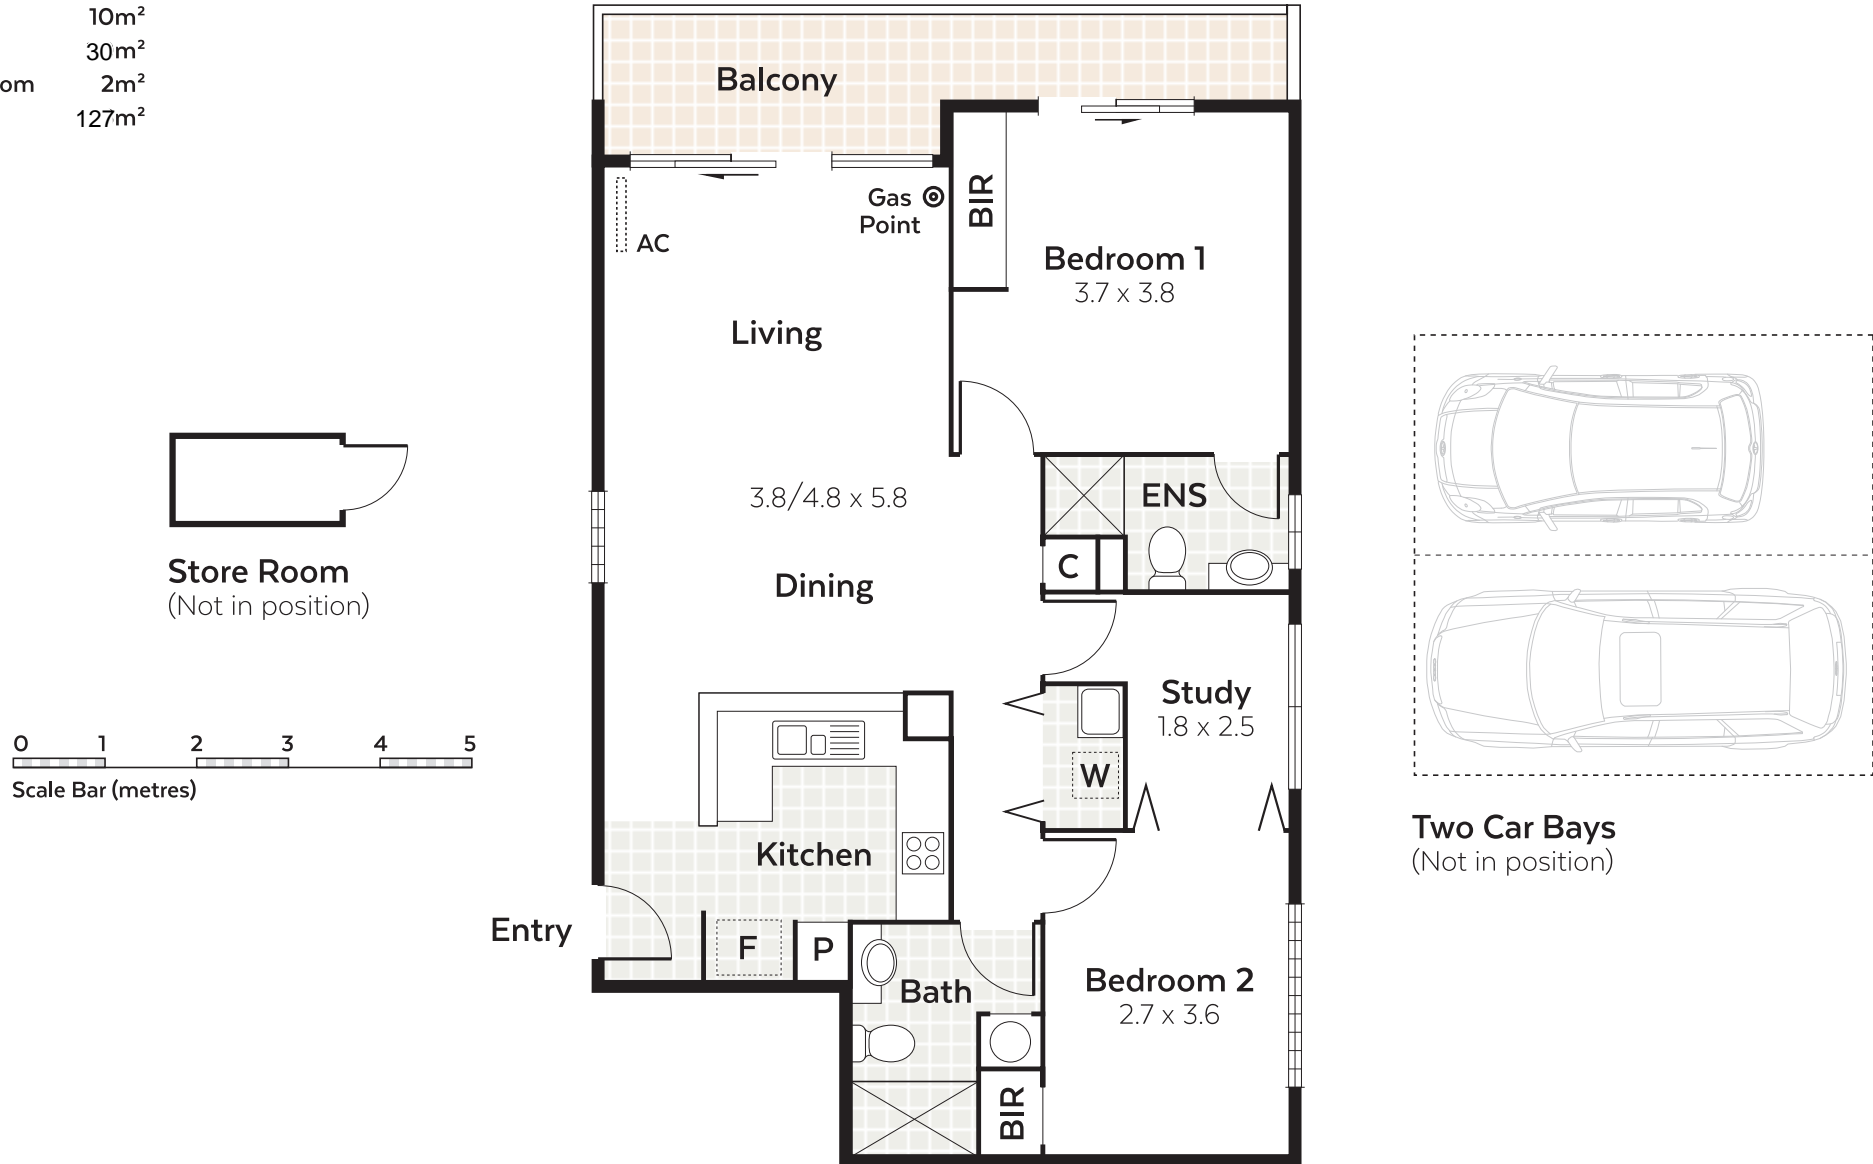 10m²
30m²
om 2m²
127m²
Balcony
Gas
Point
AC
BIR
Bedroom 1
3.7 x 3.8
Living
3.8/4.8 x 5.8
ENS
C
Dining
Store Room
(Not in position)
Study
1.8 x 2.5
W
0 1 2 3 4 5
Scale Bar (metres)
Two Car Bays
(Not in position)
Kitchen
Entry
F
P
Bath
Bedroom 2
2.7 x 3.6
BIR